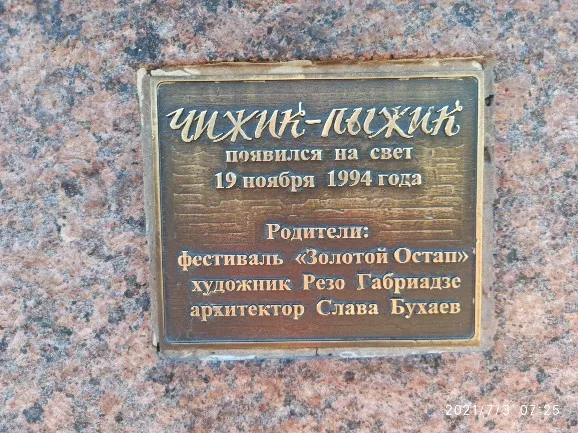 ЧИЖИК-ПЫЖИК
появился на свет
19 ноября 1994 года
Родители:
фестиваль «Золотой Остап»
художник Резо Габриадзе
архитектор Слава Бухаев
2021/7/3 07:25